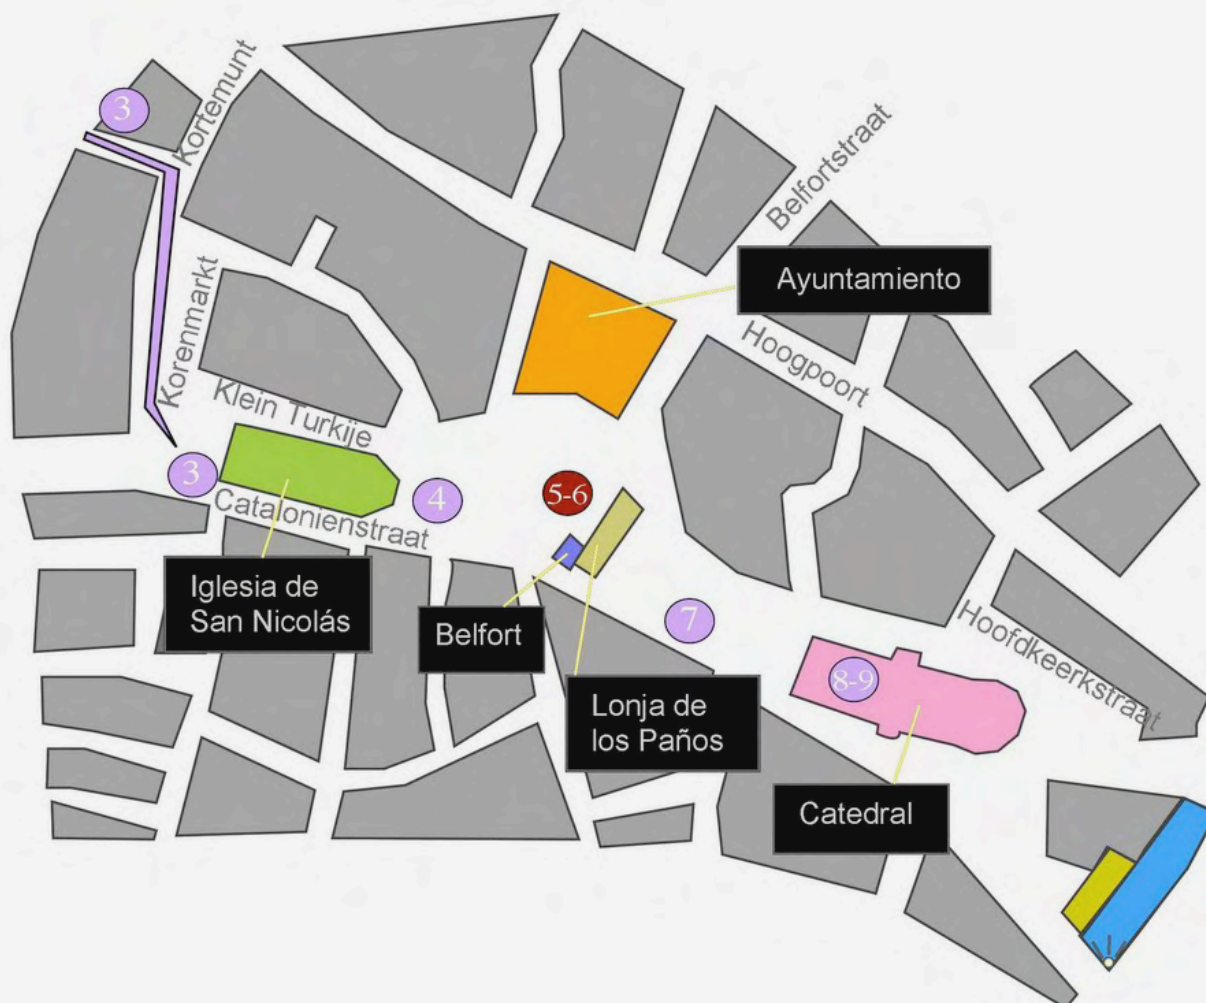 3
Kortemunt
Belfortstraat
Ayuntamiento
Korenmarkt
Hoogpoort
Klein Turkije
3
4
5-6
Cataloniënstraat
Iglesia de
San Nicolás
Belfort
7
Hoofdkeerkstraat
8-9
Lonja de
los Paños
Catedral